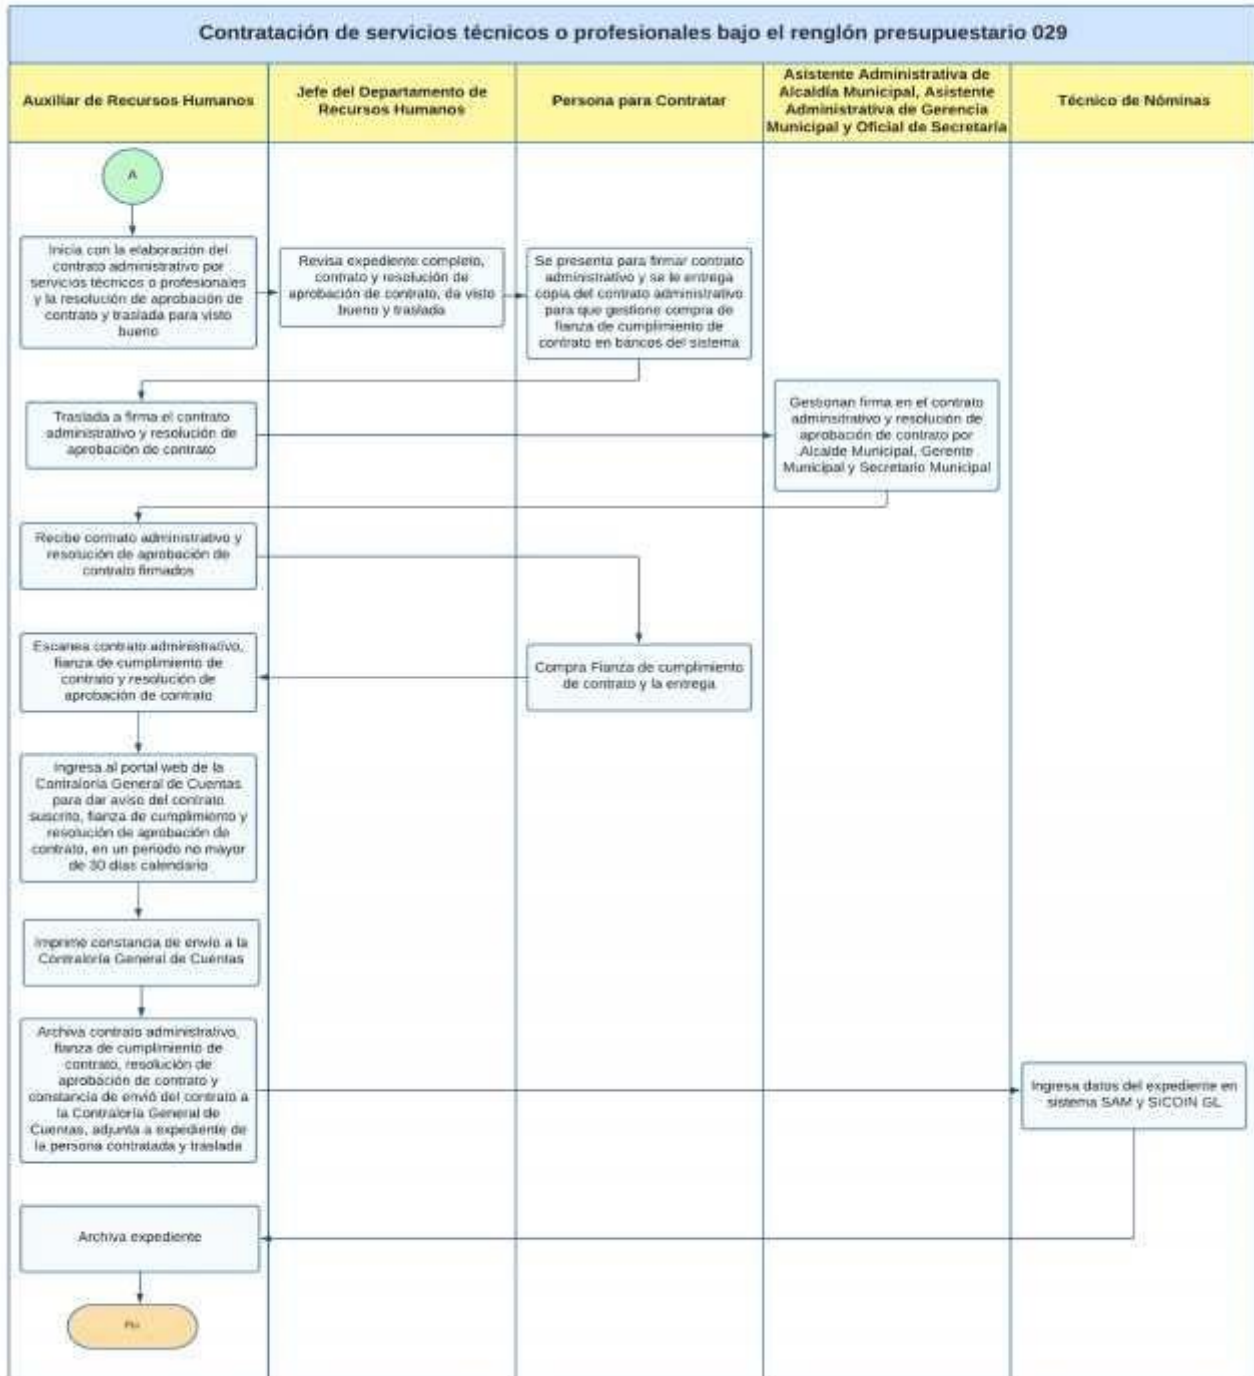 Contratación de servicios técnicos o profesionales bajo el renglón presupuestario 029
Auxiliar de Recursos Humanos
Jefe del Departamento de
Recursos Humanos
Persona para Contratar
Asistente Administrativa de
Alcaldía Municipal, Asistente
Administrativa de Gerencia
Municipal y Oficial de Secretaría
Técnico de Nóminas
A
Inicia con la elaboración del
contrato administrativo por
servicios técnicos o profesionales
y la resolución de aprobación de
contrato y traslada para visto
bueno
Revisa expediente completo,
contrato y resolución de
aprobación de contrato, da visto
bueno y traslada
Se presenta para firmar contrato
administrativo y se le entrega
copia del contrato administrativo
para que gestione compra de
fianza de cumplimiento de
contrato en bancos del sistema
Traslada a firma el contrato
administrativo y resolución de
aprobación de contrato
Gestionan firma en el contrato
adminsitrativo y resolución de
aprobación de contrato por
Alcalde Municipal, Gerente
Municipal y Secretario Municipal
Recibe contrato administrativo y
resolución de aprobación de
contrato firmados
Escanea contrato administrativo,
fianza de cumplimiento de
contrato y resolución de
aprobación de contrato
Compra Fianza de cumplimiento
de contrato y la entrega
Ingresa al portal web de la
Contraloría General de Cuentas
para dar aviso del contrato
suscrito, fianza de cumplimiento y
resolución de aprobación de
contrato, en un periodo no mayor
de 30 días calendario
Imprime constancia de envío a la
Contraloría General de Cuentas
Archiva contrato administrativo,
fianza de cumplimiento de
contrato, resolución de
aprobación de contrato y
constancia de envió del contrato a
la Contraloría General de
Cuentas, adjunta a expediente de
la persona contratada y traslada
Ingresa datos del expediente en
sistema SAM y SICOIN GL
Archiva expediente
Fin